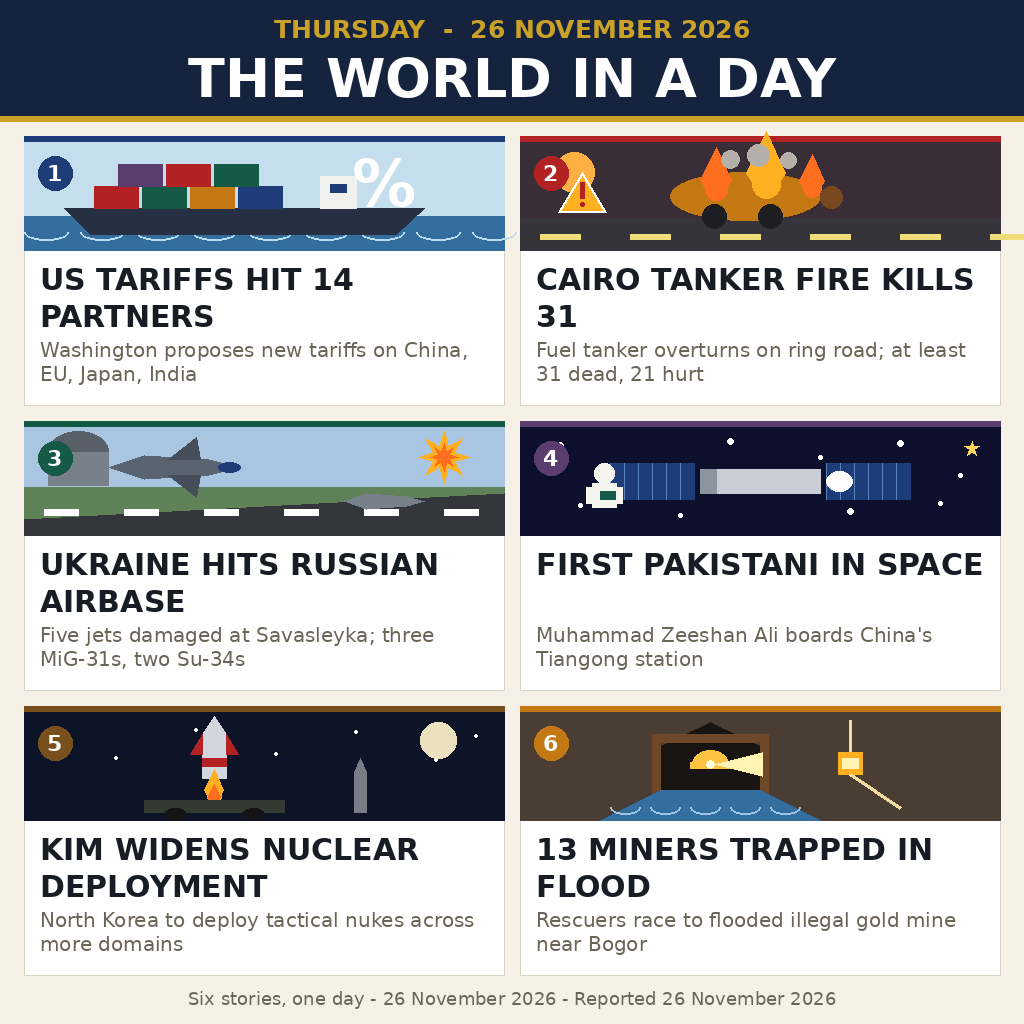 THURSDAY - 26 NOVEMBER 2026
THE WORLD IN A DAY
1
%
US TARIFFS HIT 14
PARTNERS
Washington proposes new tariffs on China,
EU, Japan, India
2
!
CAIRO TANKER FIRE KILLS
31
Fuel tanker overturns on ring road; at least
31 dead, 21 hurt
3
UKRAINE HITS RUSSIAN
AIRBASE
Five jets damaged at Savasleyka; three
MiG-31s, two Su-34s
4
FIRST PAKISTANI IN SPACE
Muhammad Zeeshan Ali boards China's
Tiangong station
5
KIM WIDENS NUCLEAR
DEPLOYMENT
North Korea to deploy tactical nukes across
more domains
6
13 MINERS TRAPPED IN
FLOOD
Rescuers race to flooded illegal gold mine
near Bogor
Six stories, one day - 26 November 2026 - Reported 26 November 2026